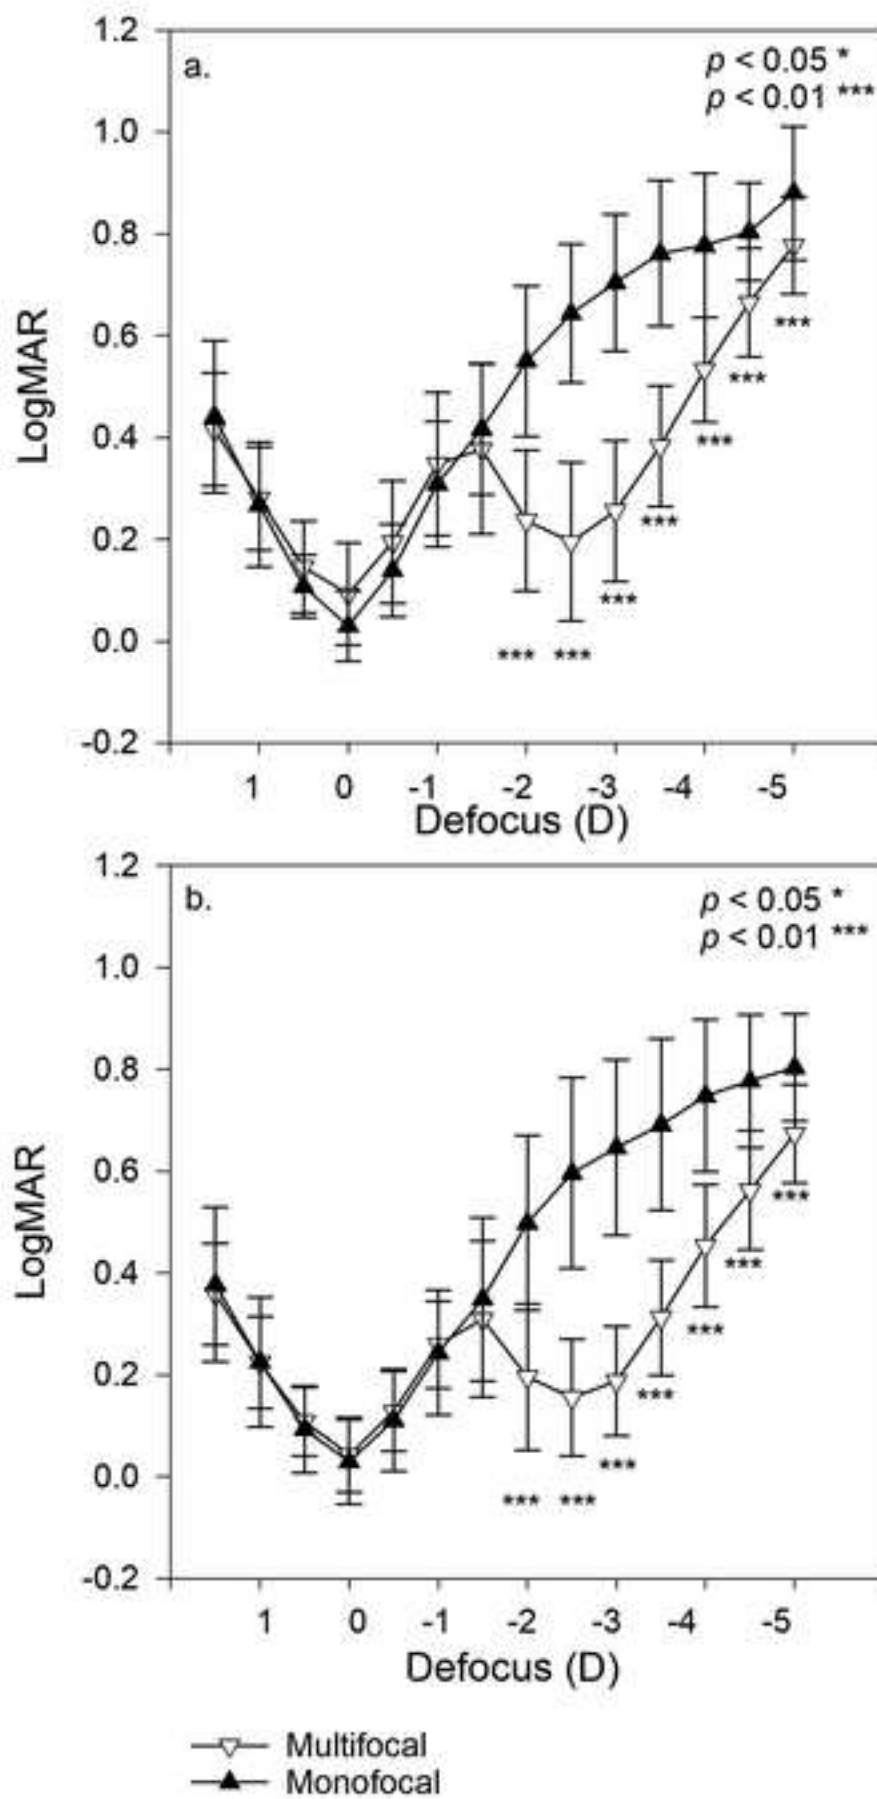 1.2
a.
p < 0.05 *
p < 0.01 ***
1.0
0.8
0.6
0.4
0.2
0.0
-0.2
LogMAR
***
***
***
***
***
*** ***
1 0 -1 -2 -3 -4 -5
Defocus (D)
1.2
b.
p < 0.05 *
p < 0.01 ***
1.0
0.8
0.6
0.4
0.2
0.0
-0.2
LogMAR
***
***
***
***
***
*** ***
1 0 -1 -2 -3 -4 -5
Defocus (D)
Multifocal
Monofocal